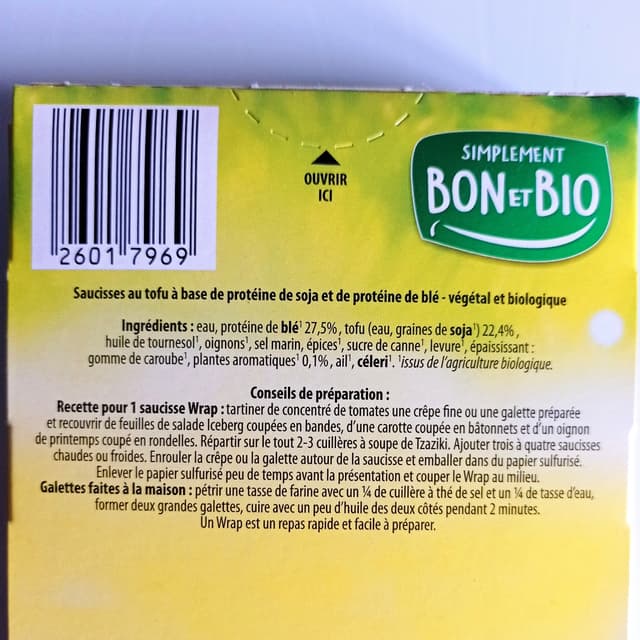 OUVRIR
ICI
SIMPLEMENT
BON ET BIO
2601 7969
Saucisses au tofu à base de protéine de soja et de protéine de blé - végétal et biologique
Ingrédients : eau, protéine de blé¹ 27,5%, tofu (eau, graines de soja¹) 22,4%,
huile de tournesol¹, oignons¹, sel marin, épices¹, sucre de canne¹, levure¹, épaississant :
gomme de caroube¹, plantes aromatiques¹ 0,1%, ail¹, céleri¹. ¹issus de l'agriculture biologique.
Conseils de préparation :
Recette pour 1 saucisse Wrap : tartiner de concentré de tomates une crêpe fine ou une galette préparée
et recouvrir de feuilles de salade Iceberg coupées en bandes, d'une carotte coupée en bâtonnets et d'un oignon
de printemps coupé en rondelles. Répartir sur le tout 2-3 cuillères à soupe de Tzaziki. Ajouter trois à quatre saucisses
chaudes ou froides. Enrouler la crêpe ou la galette autour de la saucisse et emballer dans du papier sulfurisé.
Enlever le papier sulfurisé peu de temps avant la présentation et couper le Wrap au milieu.
Galettes faites à la maison : pétrir une tasse de farine avec un ¼ de cuillère à thé de sel et un ¼ de tasse d'eau,
former deux grandes galettes, cuire avec un peu d'huile des deux côtés pendant 2 minutes.
Un Wrap est un repas rapide et facile à préparer.